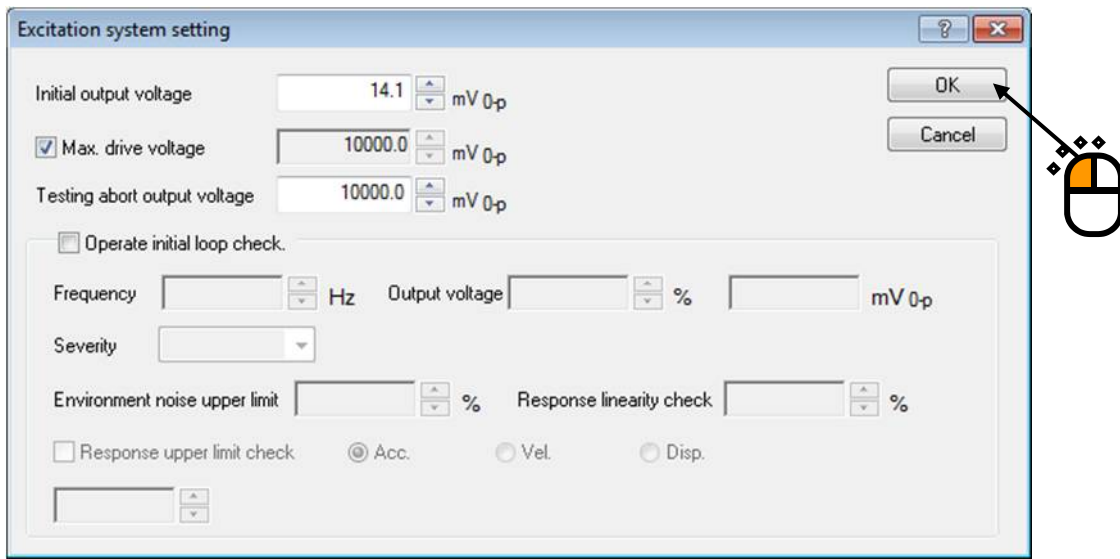 Excitation system setting
Initial output voltage 14.1 mV 0-p OK
Max. drive voltage 10000.0 mV 0-p Cancel
Testing abort output voltage 10000.0 mV 0-p
Operate initial loop check.
Frequency Hz Output voltage % mV 0-p
Severity
Environment noise upper limit % Response linearity check %
Response upper limit check Acc. Vel. Disp.